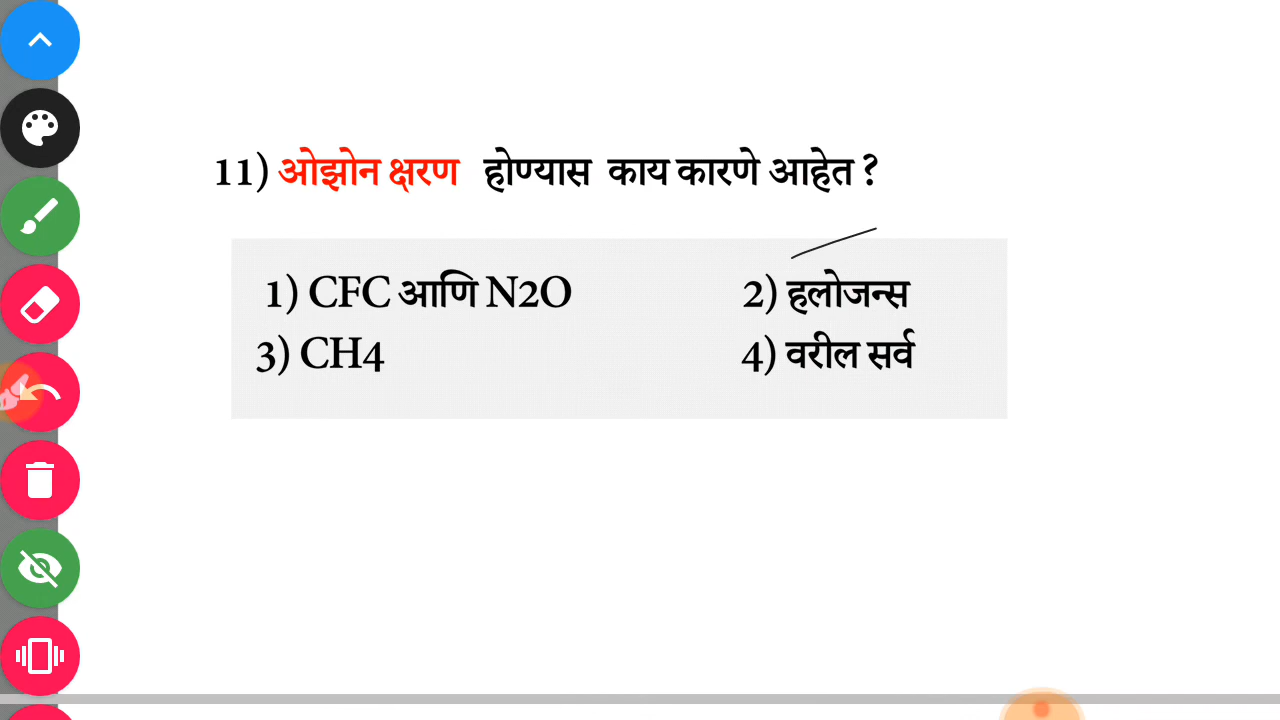 11) ओझोन क्षरण होण्यास काय कारणे आहेत ?
1) CFC आणि N2O 2) हलोजन्स
3) CH4 4) वरील सर्व